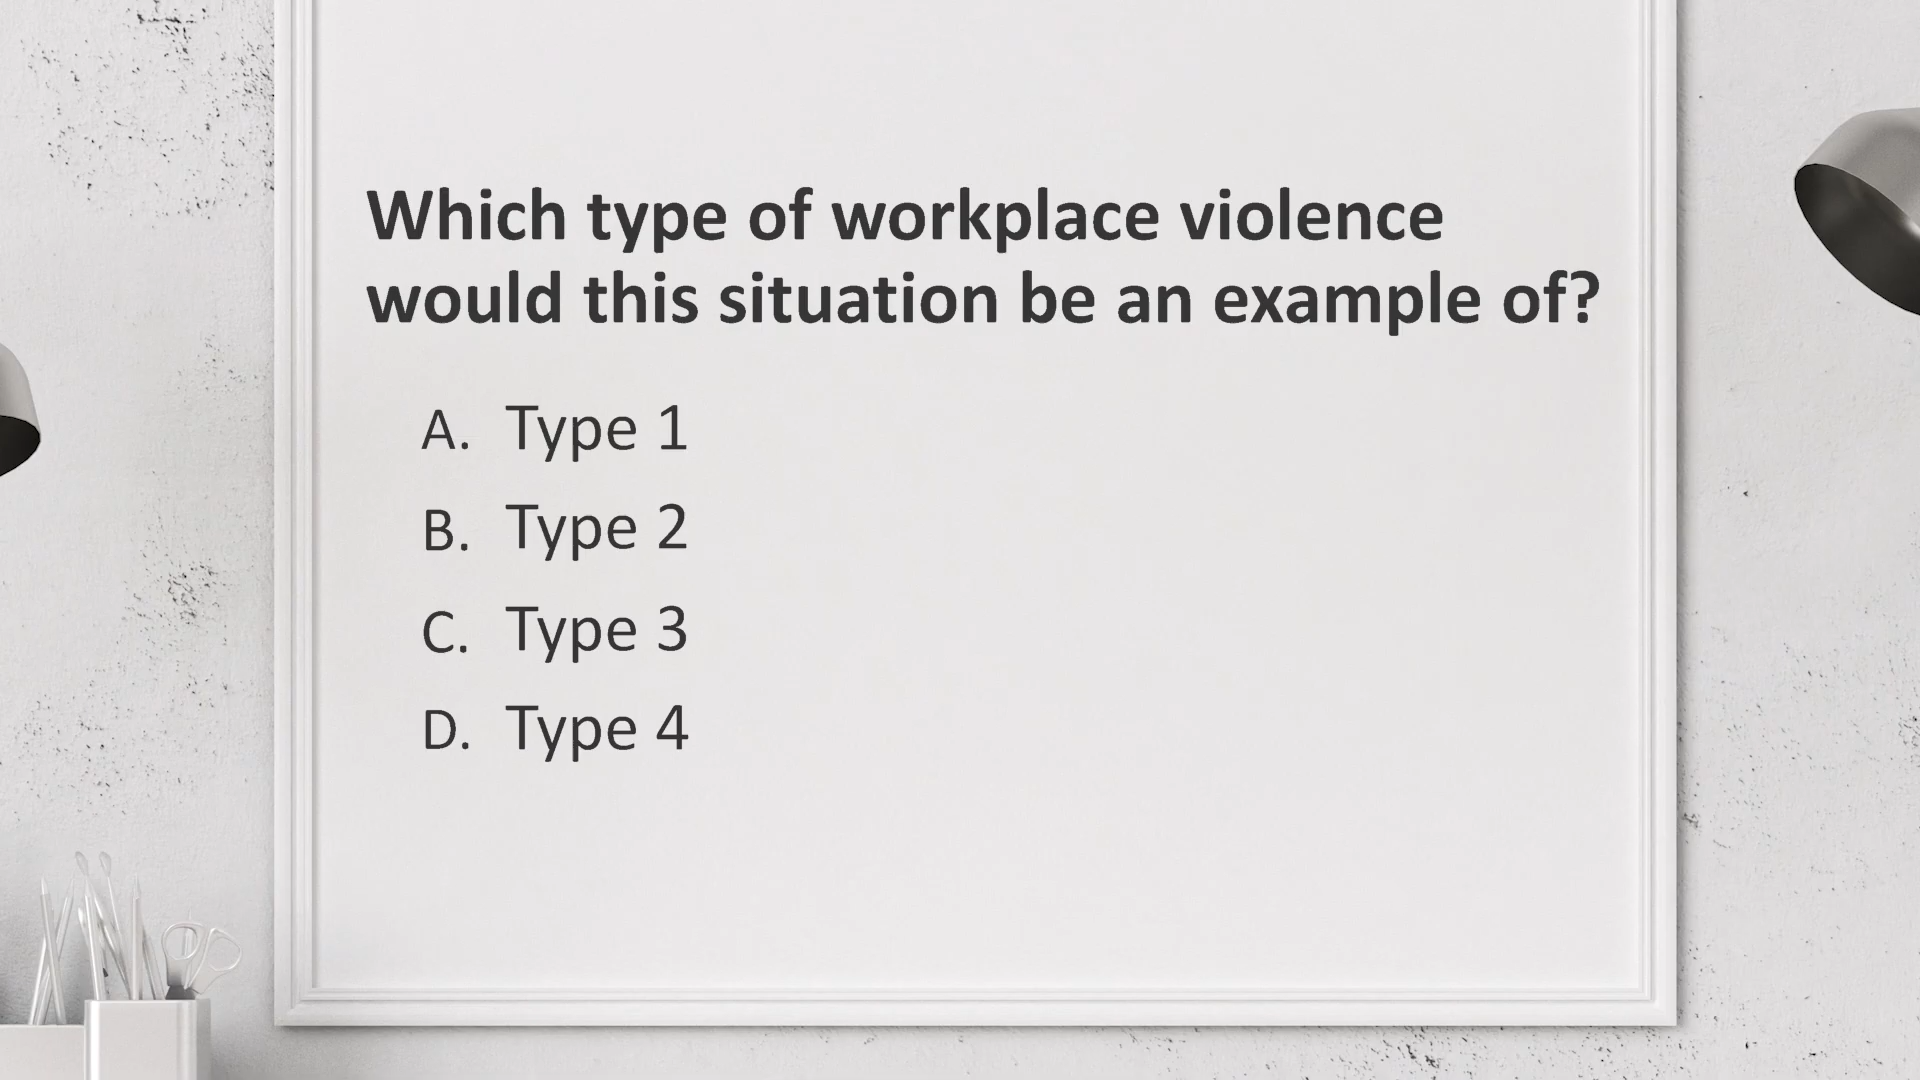 Which type of workplace violence
would this situation be an example of?
A. Type 1
B. Type 2
C. Type 3
D. Type 4